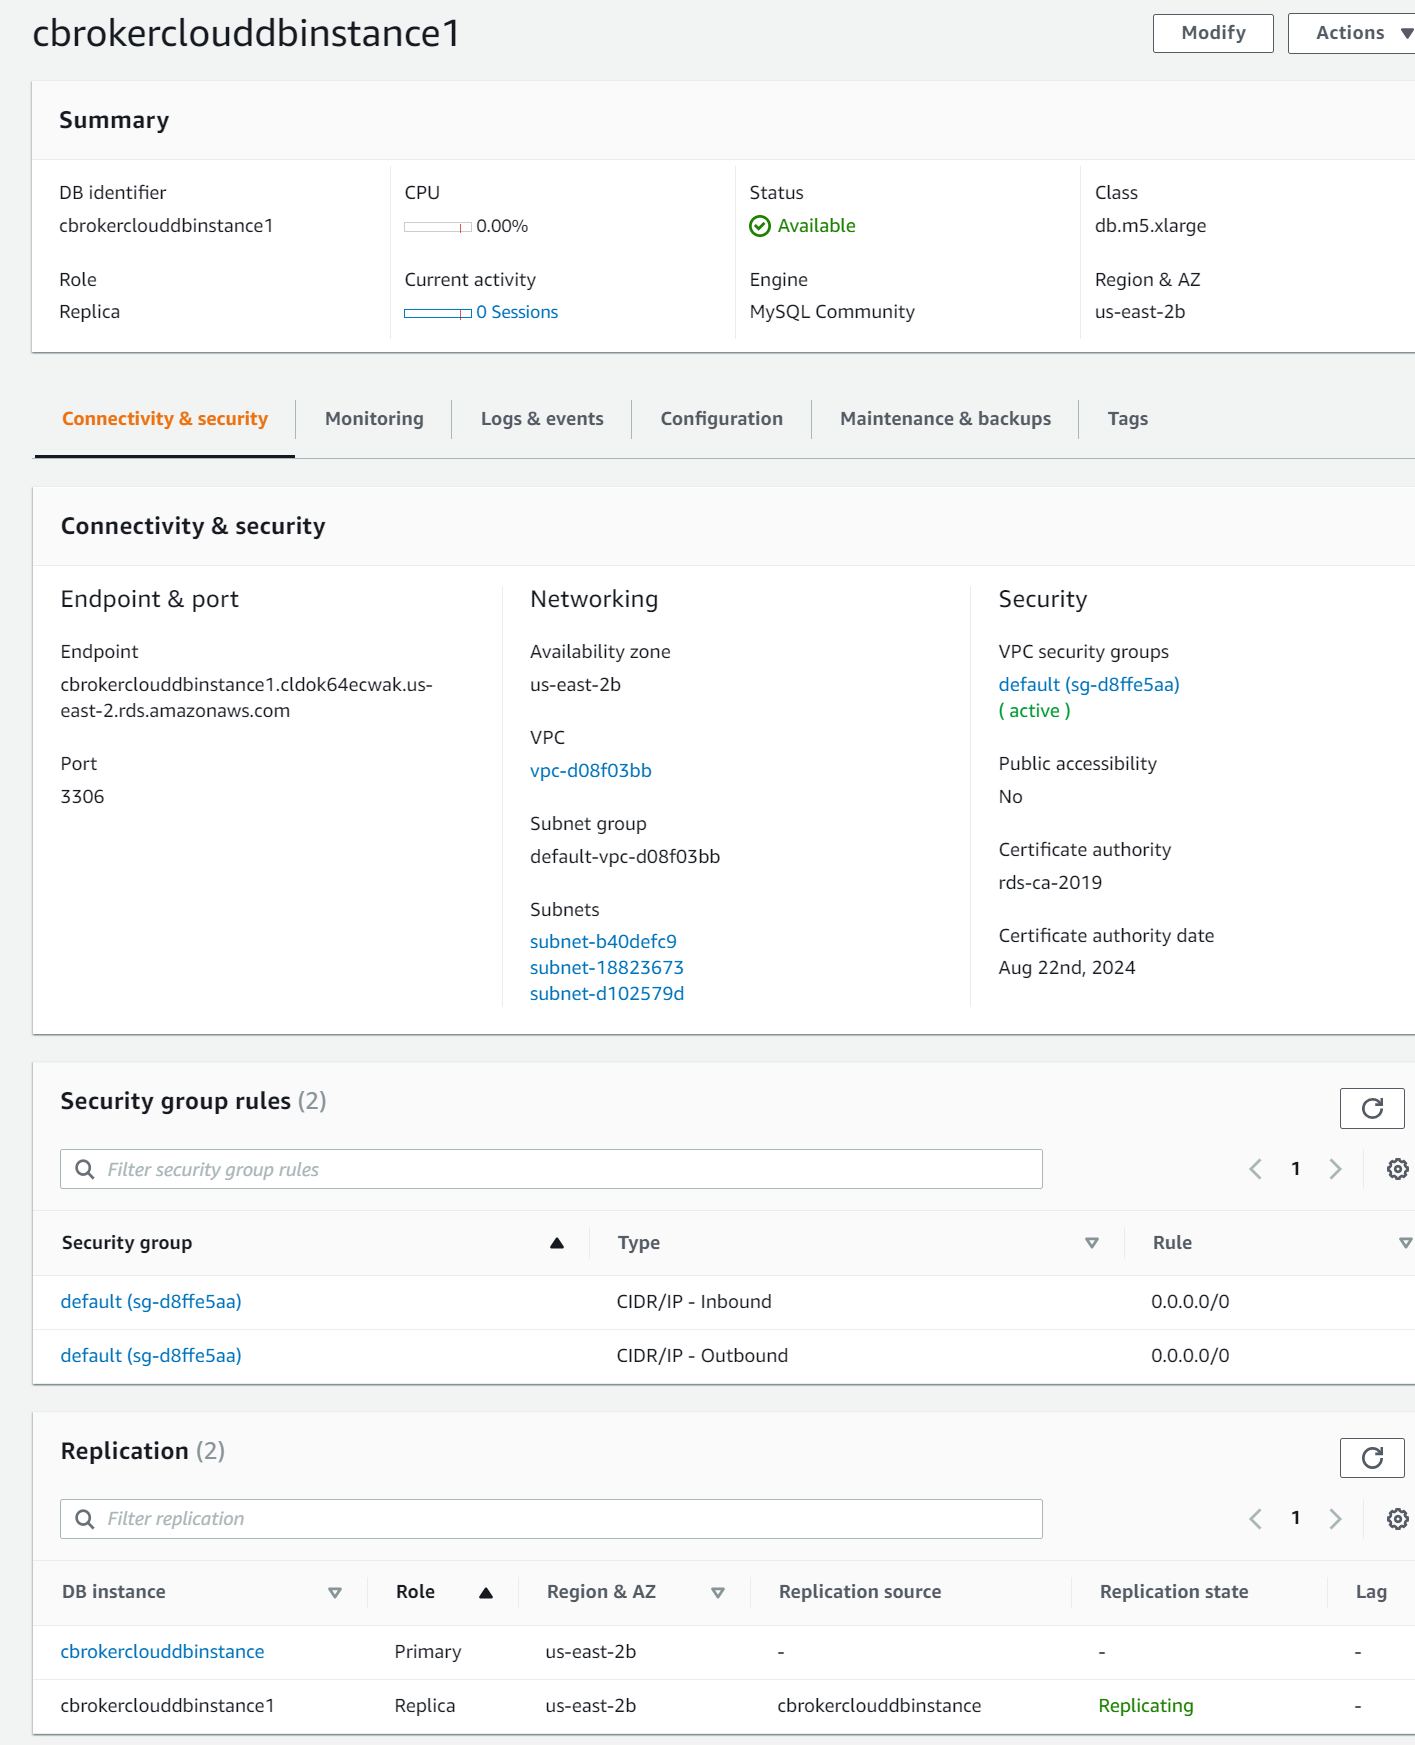 cbrokerclouddbinstance1
Modify
Actions
Summary
DB identifier
cbrokerclouddbinstance1
CPU
0.00%
Status
Available
Class
db.m5.xlarge
Role
Replica
Current activity
0 Sessions
Engine
MySQL Community
Region & AZ
us-east-2b
Connectivity & security
Monitoring
Logs & events
Configuration
Maintenance & backups
Tags
Connectivity & security
Endpoint & port
Endpoint
cbrokerclouddbinstance1.cldok64ecwak.us-
east-2.rds.amazonaws.com
Port
3306
Networking
Availability zone
us-east-2b
VPC
vpc-d08f03bb
Subnet group
default-vpc-d08f03bb
Subnets
subnet-b40defc9
subnet-18823673
subnet-d102579d
Security
VPC security groups
default (sg-d8ffe5aa)
( active )
Public accessibility
No
Certificate authority
rds-ca-2019
Certificate authority date
Aug 22nd, 2024
Security group rules (2)
Filter security group rules
1
Security group
Type
Rule
default (sg-d8ffe5aa)
CIDR/IP - Inbound
0.0.0.0/0
default (sg-d8ffe5aa)
CIDR/IP - Outbound
0.0.0.0/0
Replication (2)
Filter replication
1
DB instance
Role
Region & AZ
Replication source
Replication state
Lag
cbrokerclouddbinstance
Primary
us-east-2b
-
-
-
cbrokerclouddbinstance1
Replica
us-east-2b
cbrokerclouddbinstance
Replicating
-